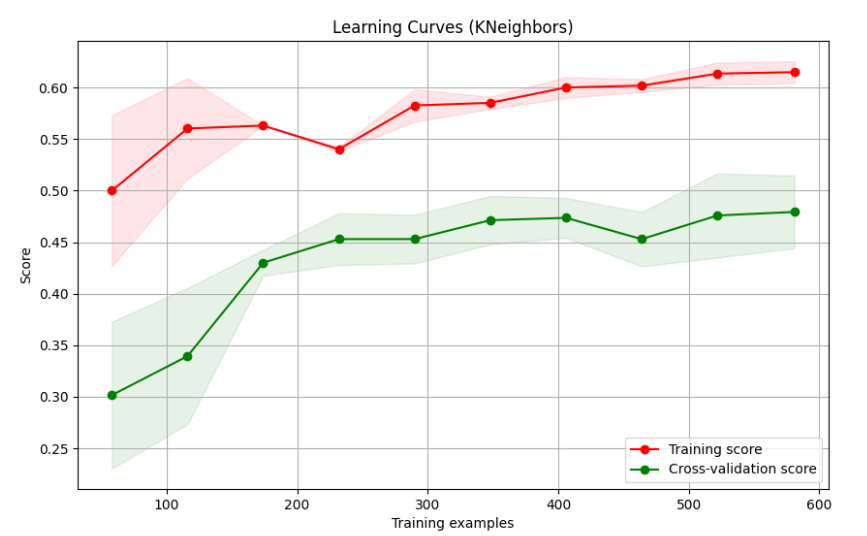 Learning Curves (KNeighbors)
Score
0.60
0.55
0.50
0.45
0.40
0.35
0.30
0.25
Training score
Cross-validation score
100 200 300 400 500 600
Training examples